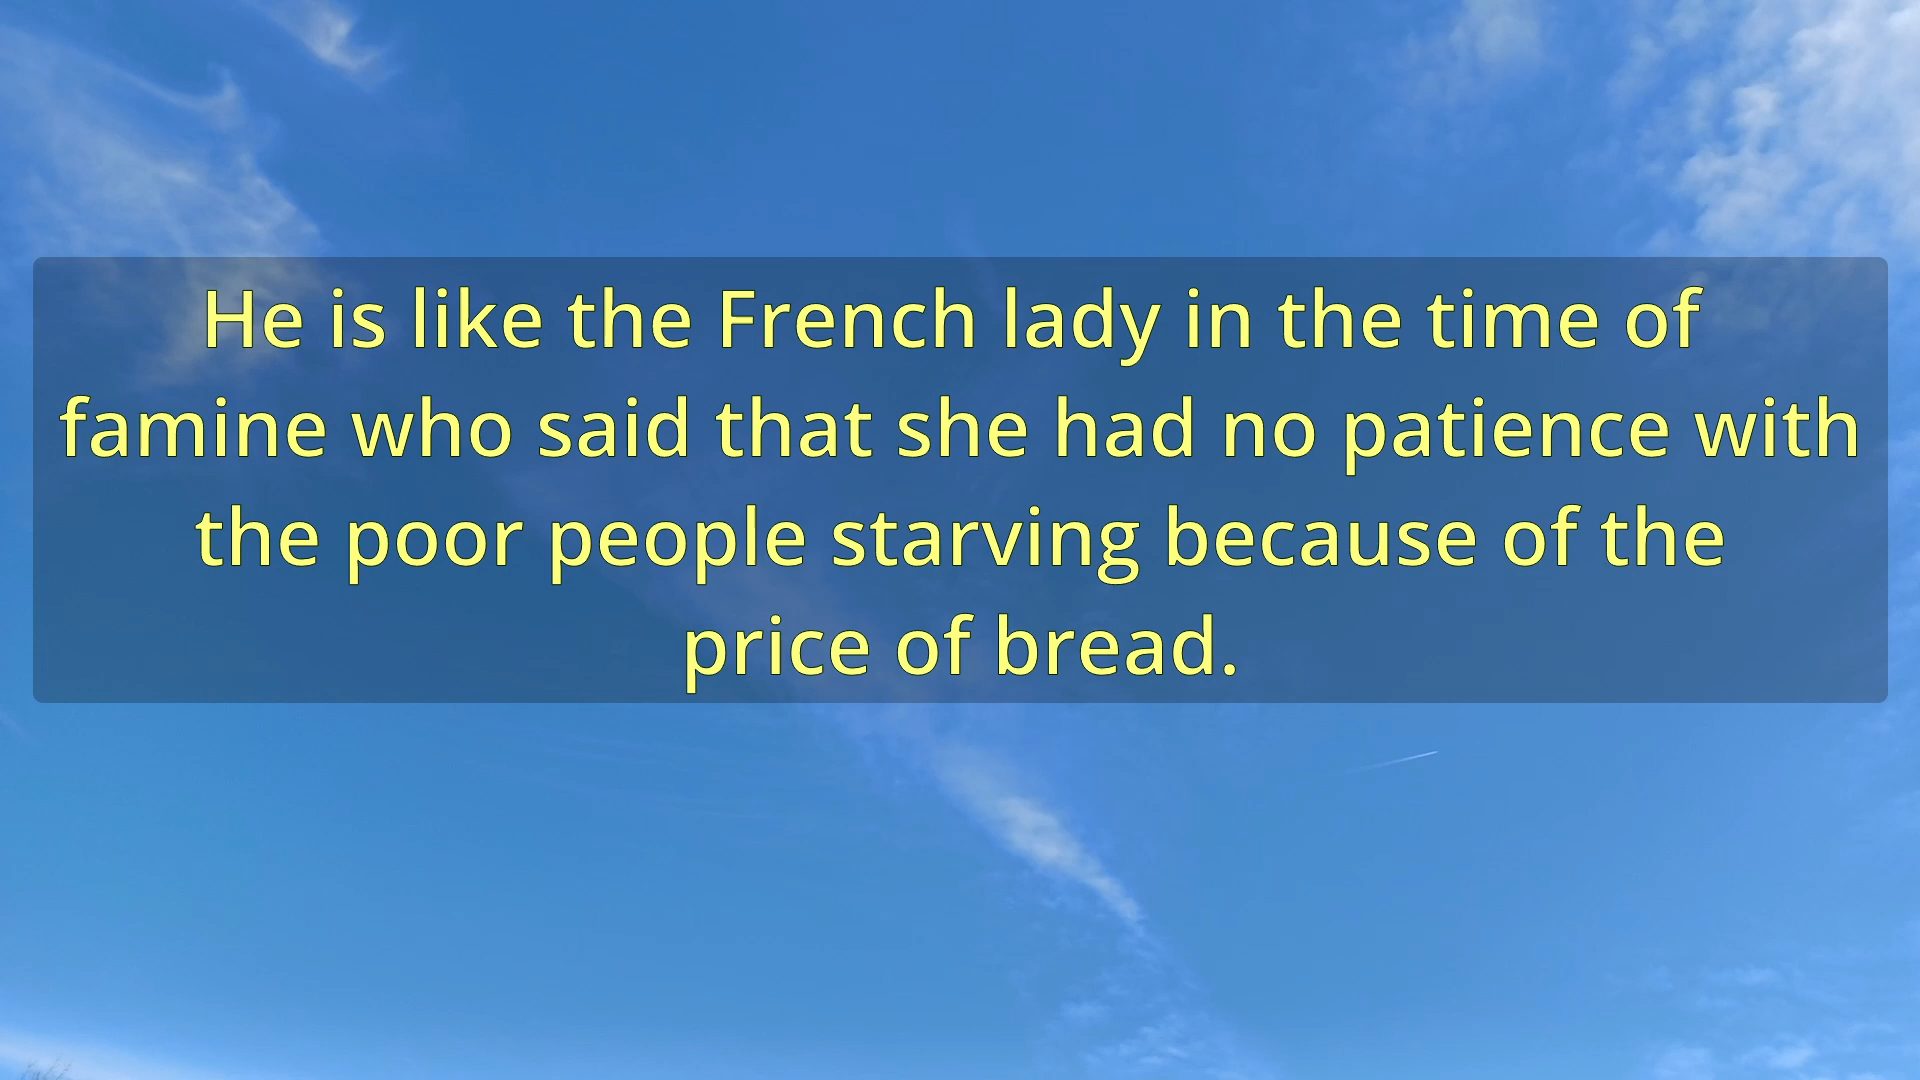 He is like the French lady in the time of
famine who said that she had no patience with
the poor people starving because of the
price of bread.